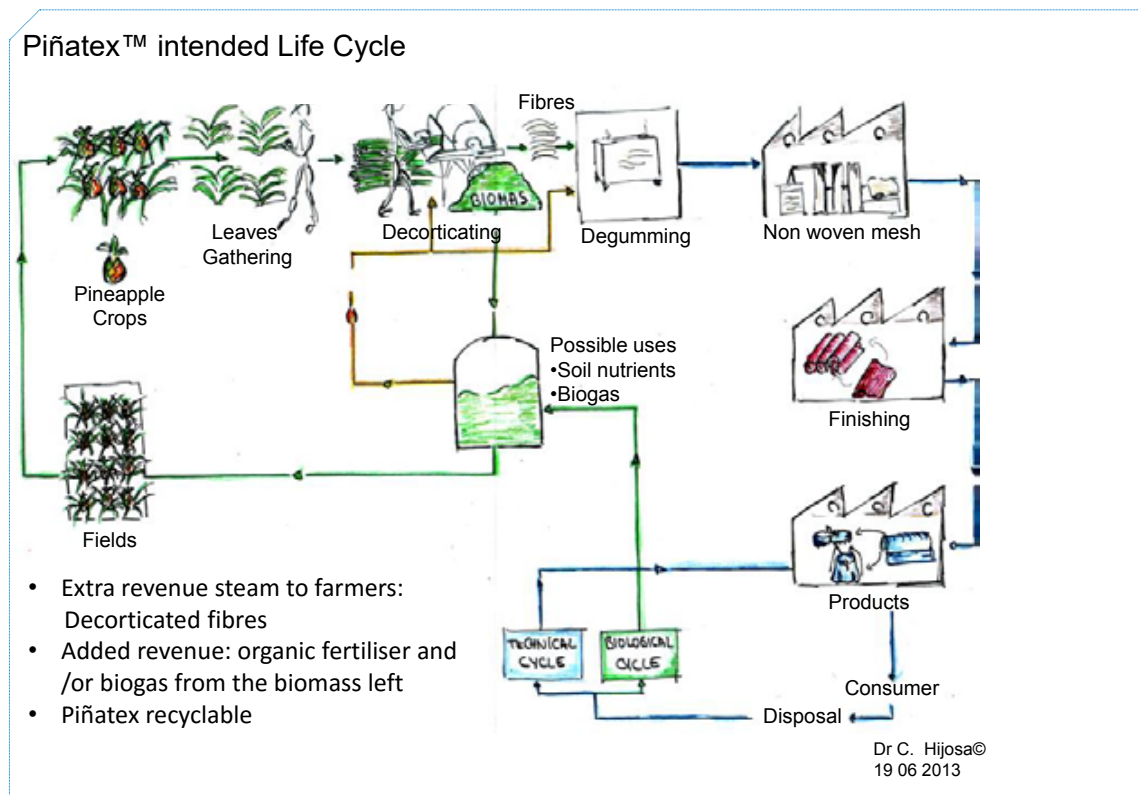 Piñatex™ intended Life Cycle
Fibres
BIOMAS
Leaves
Gathering
Decorticating
Degumming
Non woven mesh
Pineapple
Crops
Possible uses
•Soil nutrients
•Biogas
Finishing
Fields
• Extra revenue steam to farmers:
Decorticated fibres
• Added revenue: organic fertiliser and
/or biogas from the biomass left
• Piñatex recyclable
Products
TECHNICAL
CYCLE
BIOLOGICAL
CYCLE
Consumer
Disposal
Dr C. Hijosa©
19 06 2013